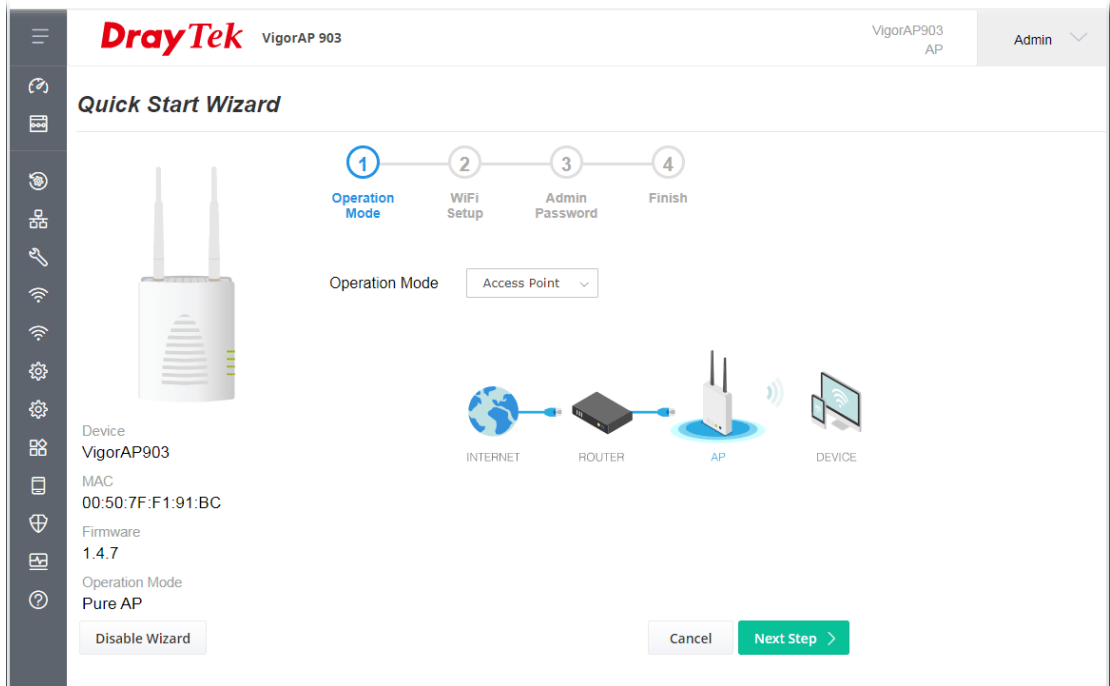 DrayTek VigorAP 903
VigorAP903
AP
Admin
Quick Start Wizard
1 2 3 4
Operation Mode
WiFi Setup
Admin Password
Finish
Operation Mode Access Point
INTERNET ROUTER AP DEVICE
Device
VigorAP903
MAC
00:50:7F:F1:91:BC
Firmware
1.4.7
Operation Mode
Pure AP
Disable Wizard Cancel Next Step